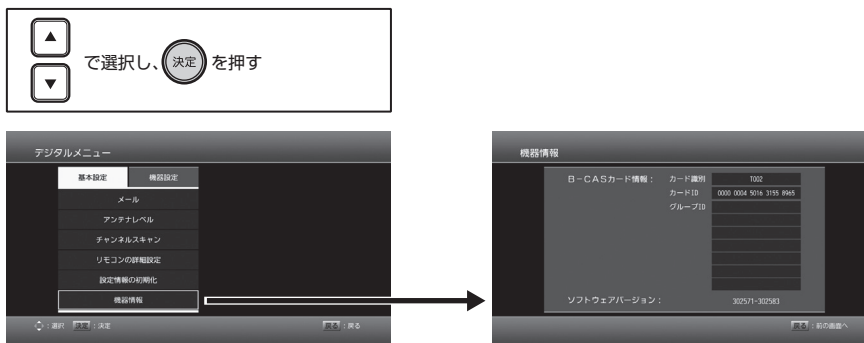 ▲
▼
で選択し、決定を押す
デジタルメニュー
基本設定 機器設定
メール
アンテナレベル
チャンネルスキャン
リモコンの詳細設定
設定情報の初期化
機器情報
:選択 決定:決定 戻る:戻る
機器情報
B-CASカード情報: カード識別 T002
カードID 0000 0004 5016 3155 8965
グループID
ソフトウェアバージョン: 302571-302583
戻る:前の画面へ